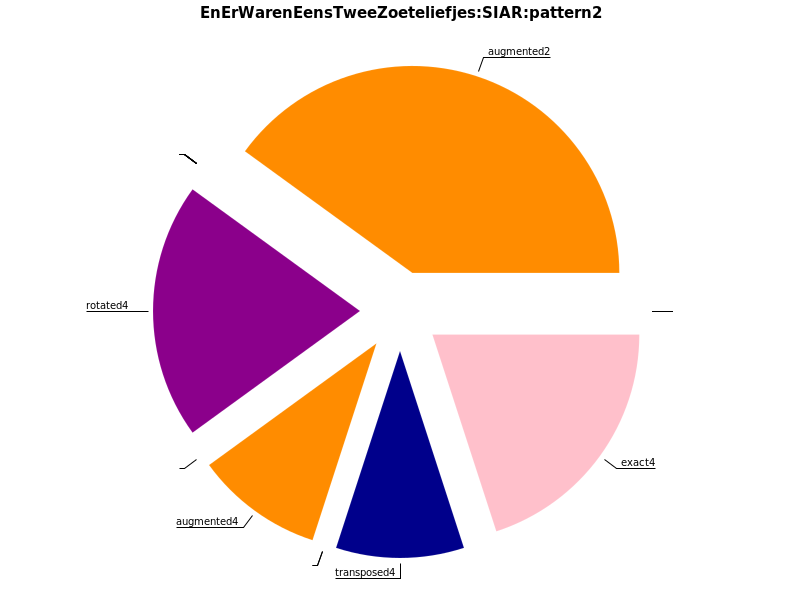 EnErWarenEensTweeZoeteliefjes:SIAR:pattern2
augmented2
rotated4
exact4
augmented4
transposed4